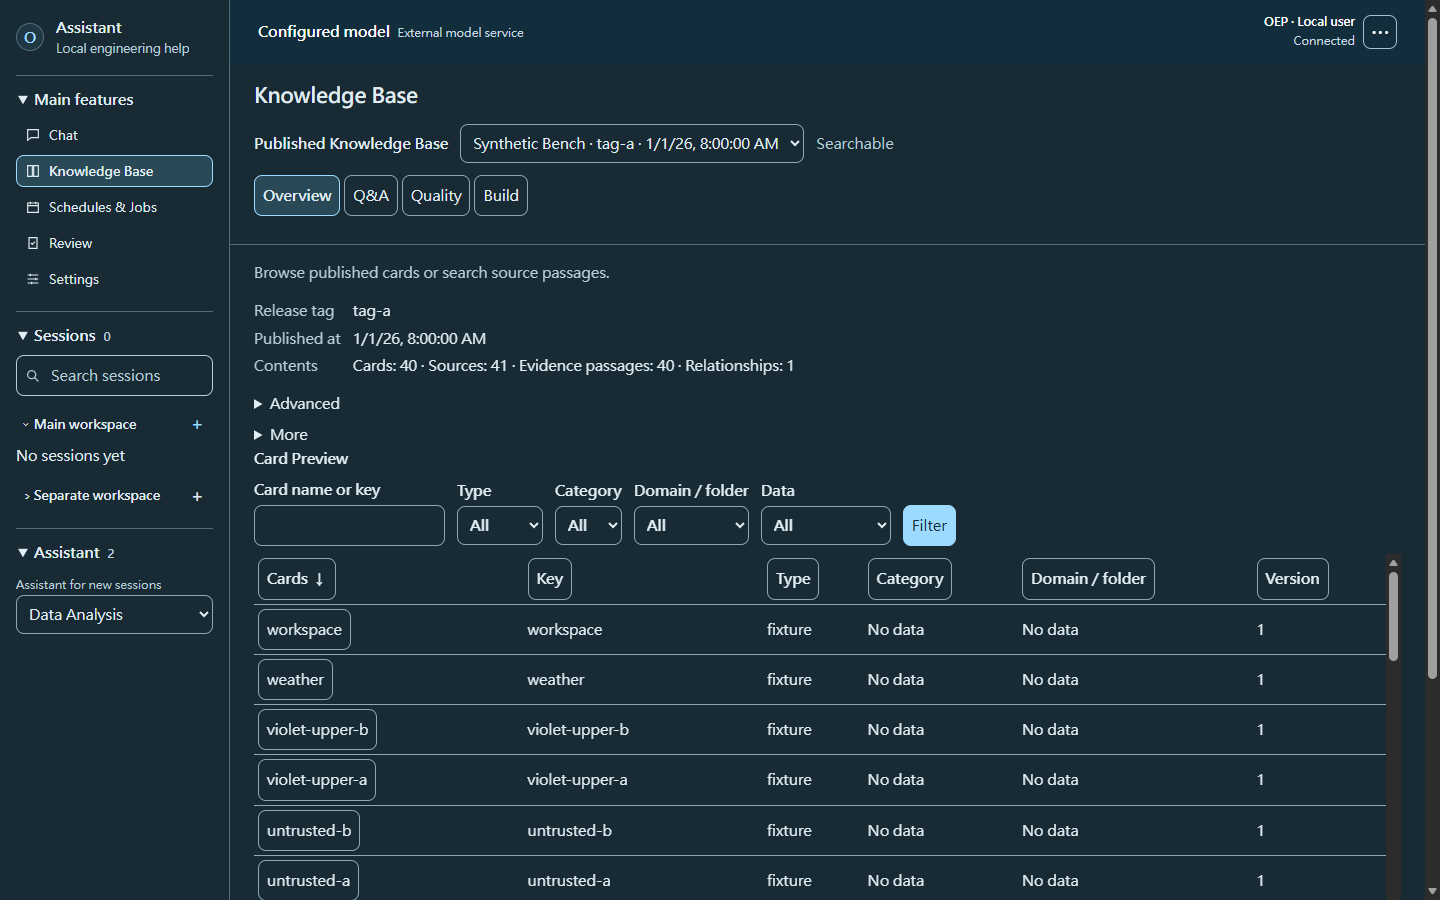 O
Assistant
Local engineering help
▼ Main features
Chat
Knowledge Base
Schedules & Jobs
Review
Settings
▼ Sessions 0
Search sessions
Main workspace +
No sessions yet
Separate workspace +
▼ Assistant 2
Assistant for new sessions
Data Analysis
Configured model External model service
OEP · Local user
Connected
...
Knowledge Base
Published Knowledge Base Synthetic Bench · tag-a · 1/1/26, 8:00:00 AM Searchable
Overview Q&A Quality Build
Browse published cards or search source passages.
Release tag tag-a
Published at 1/1/26, 8:00:00 AM
Contents Cards: 40 · Sources: 41 · Evidence passages: 40 · Relationships: 1
▶ Advanced
▶ More
Card Preview
Card name or key Type Category Domain / folder Data
All All All All Filter
Cards ↓ Key Type Category Domain / folder Version
workspace workspace fixture No data No data 1
weather weather fixture No data No data 1
violet-upper-b violet-upper-b fixture No data No data 1
violet-upper-a violet-upper-a fixture No data No data 1
untrusted-b untrusted-b fixture No data No data 1
untrusted-a untrusted-a fixture No data No data 1